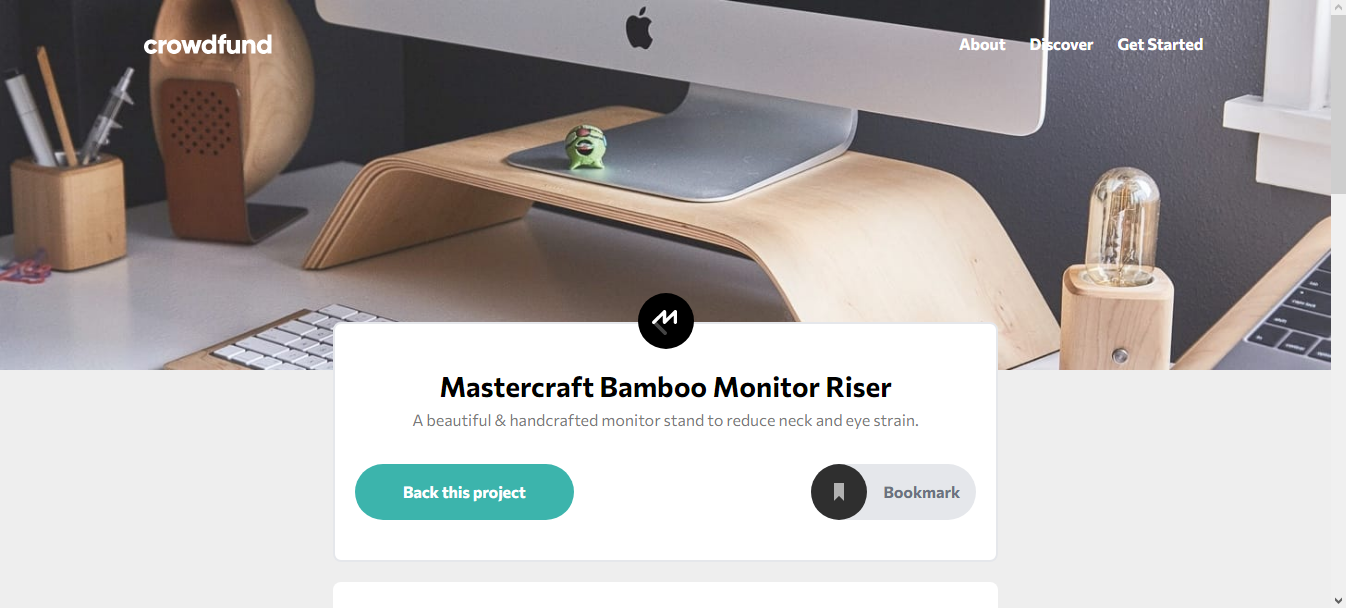 crowdfund
About Discover Get Started
Mastercraft Bamboo Monitor Riser
A beautiful & handcrafted monitor stand to reduce neck and eye strain.
Back this project
Bookmark